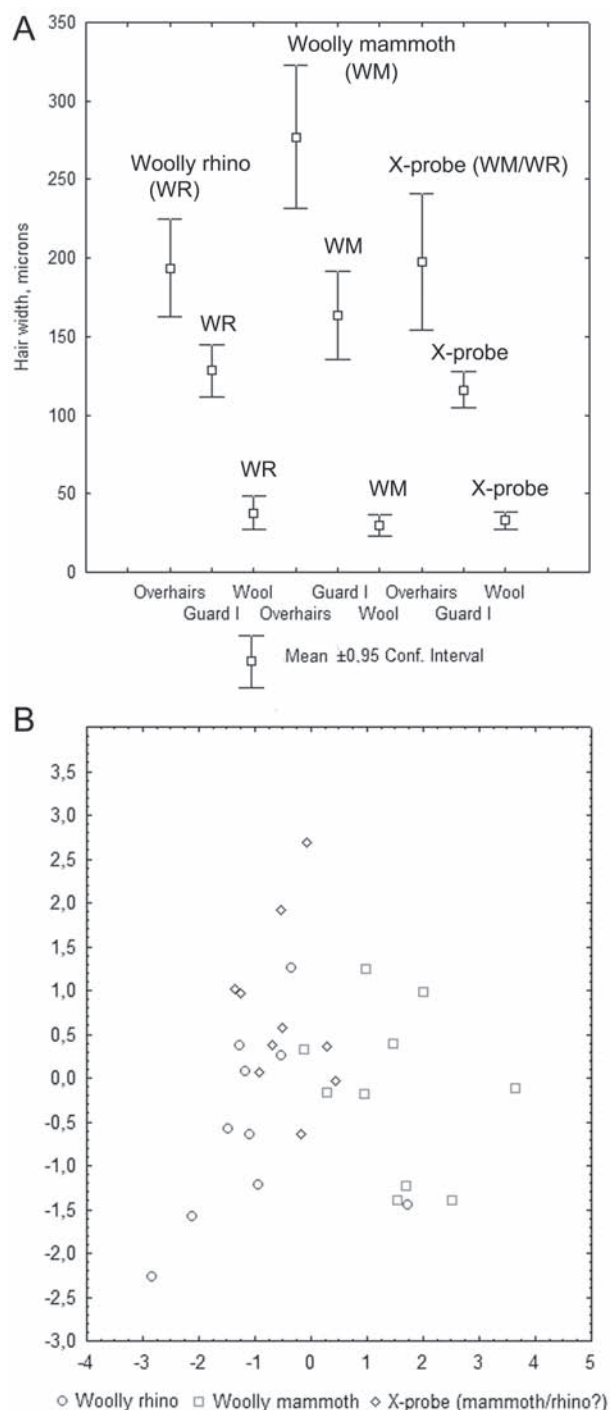 A
Hair width, microns
350
300
250
200
150
100
50
0
Woolly rhino
(WR)
WR
WR
Woolly mammoth
(WM)
WM
WM
X-probe (WM/WR)
X-probe
X-probe
Overhairs Wool Guard I Overhairs Wool
Guard I Overhairs Wool Guard I
Mean ±0.95 Conf. Interval
B
3,5
3,0
2,5
2,0
1,5
1,0
0,5
0,0
-0,5
-1,0
-1,5
-2,0
-2,5
-3,0
-4 -3 -2 -1 0 1 2 3 4 5
Woolly rhino Woolly mammoth X-probe (mammoth/rhino?)